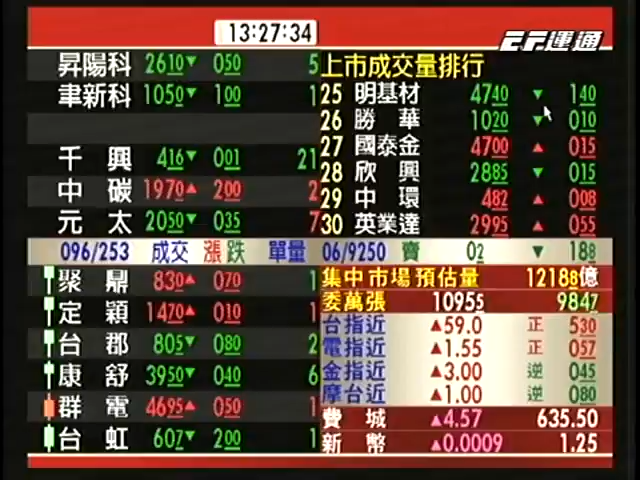 13:27:34
EF運通
昇陽科 2610▼ 050 5
聿新科 1050▼ 100 1
千興 416▼ 001 21
中碳 1970▲ 200 2
元太 2050▼ 035 7
096/253 成交 漲跌 單量
聚鼎 830▲ 070 1
定穎 1470▲ 010 1
台郡 805▼ 080 2
康舒 3950▼ 040 6
群電 4695▲ 050 1
台虹 607▼ 200 1
上市成交量排行
25 明基材 4740 ▼ 140
26 勝華 1020 ▼ 010
27 國泰金 4700 ▲ 015
28 欣興 2885 ▼ 015
29 中環 482 ▲ 008
30 英業達 2995 ▲ 055
06/9250 賣 02 ▼ 188
集中市場預估量 12188億
委萬張 10955 9847
台指近 ▲59.0 正 530
電指近 ▲1.55 正 057
金指近 ▲3.00 逆 045
摩台近 ▲1.00 逆 080
費城 ▲4.57 635.50
新幣 ▲0.0009 1.25